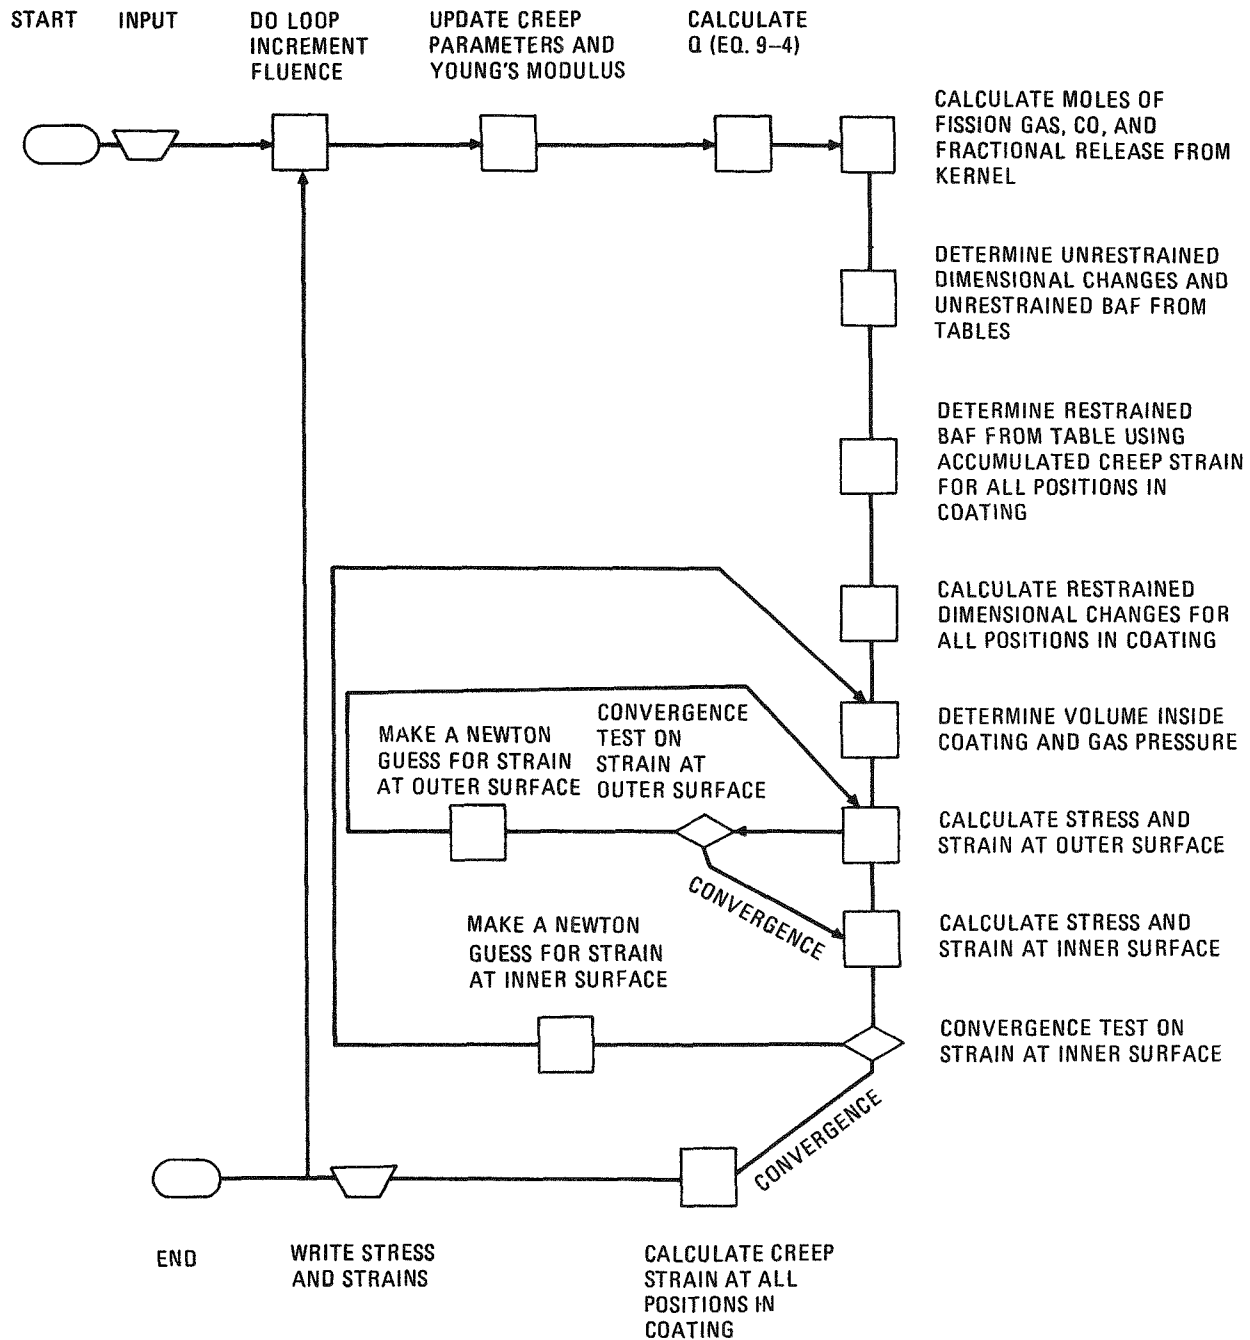 START
INPUT
DO LOOP
INCREMENT
FLUENCE
UPDATE CREEP
PARAMETERS AND
YOUNG'S MODULUS
CALCULATE
Q (EQ. 9-4)
CALCULATE MOLES OF
FISSION GAS, CO, AND
FRACTIONAL RELEASE FROM
KERNEL
DETERMINE UNRESTRAINED
DIMENSIONAL CHANGES AND
UNRESTRAINED BAF FROM
TABLES
DETERMINE RESTRAINED
BAF FROM TABLE USING
ACCUMULATED CREEP STRAIN
FOR ALL POSITIONS IN
COATING
CALCULATE RESTRAINED
DIMENSIONAL CHANGES FOR
ALL POSITIONS IN COATING
DETERMINE VOLUME INSIDE
COATING AND GAS PRESSURE
MAKE A NEWTON
GUESS FOR STRAIN
AT OUTER SURFACE
CONVERGENCE
TEST ON
STRAIN AT
OUTER SURFACE
CALCULATE STRESS AND
STRAIN AT OUTER SURFACE
CONVERGENCE
CALCULATE STRESS AND
STRAIN AT INNER SURFACE
MAKE A NEWTON
GUESS FOR STRAIN
AT INNER SURFACE
CONVERGENCE TEST ON
STRAIN AT INNER SURFACE
CONVERGENCE
END
WRITE STRESS
AND STRAINS
CALCULATE CREEP
STRAIN AT ALL
POSITIONS IN
COATING